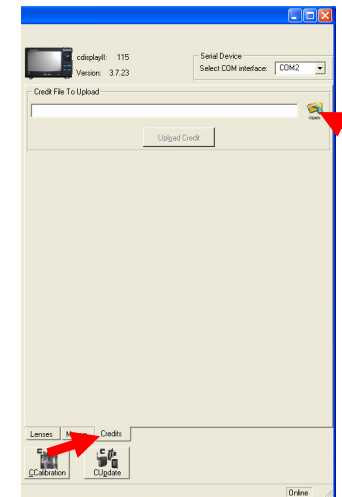 cdisplayII: 115
Version: 3.7.23
Serial Device
Select COM interface: COM2
Credit File To Upload
Open
Upload Credit
Lenses Credits
CCalibration CUpdate
Online